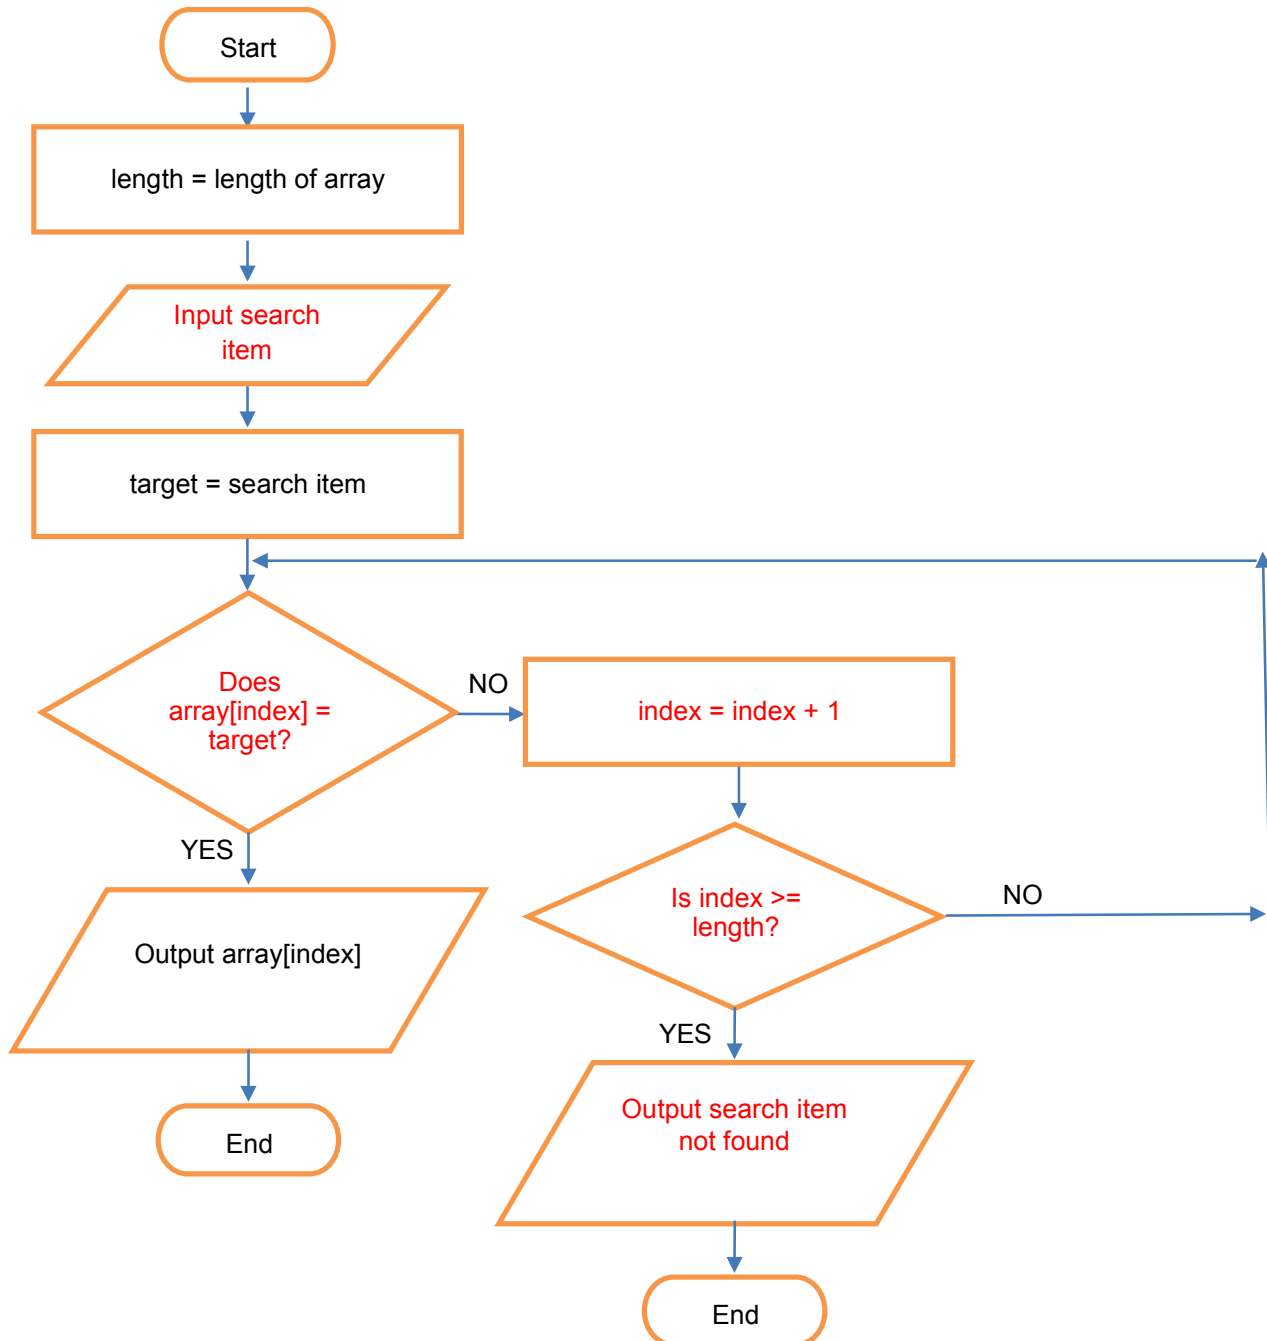 Start
length = length of array
Input search
item
target = search item
Does
array[index] =
target?
NO
index = index + 1
YES
Is index >=
length?
NO
Output array[index]
YES
Output search item
not found
End
End